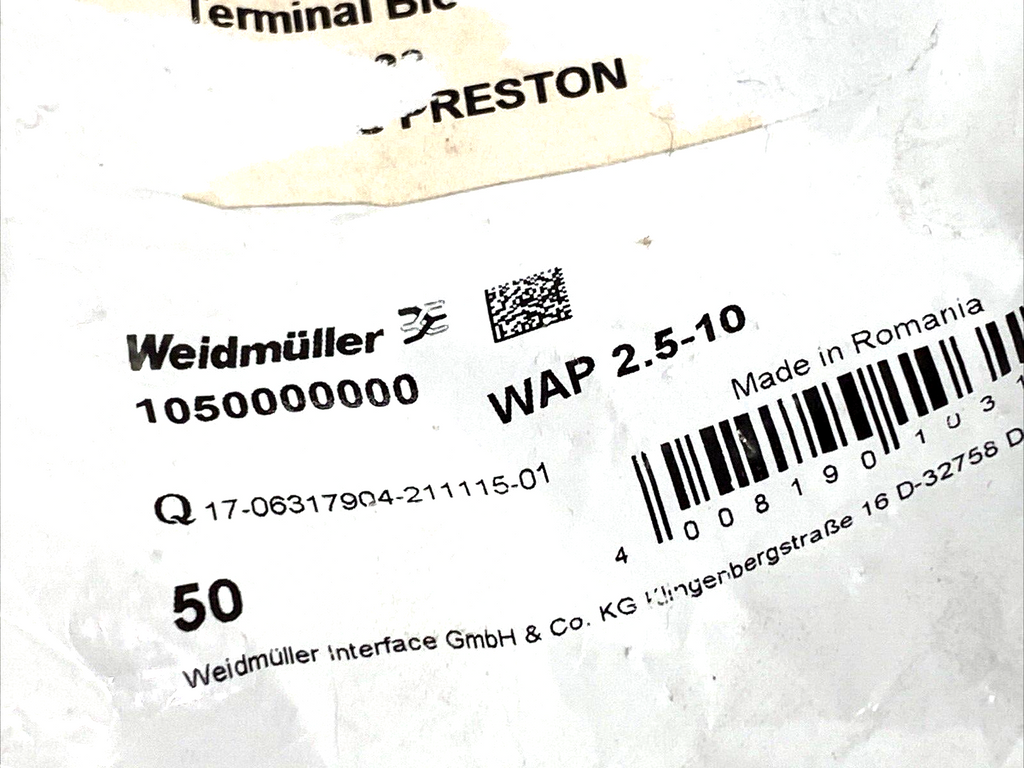 Terminal
PRESTON
Weidmüller
1050000000
WAP 2.5-10
Made in Romania
4 008190 103
Q 17-06317904-211115-01
50
Weidmüller Interface GmbH & Co. KG Klingenbergstraße 16 D-32758 D